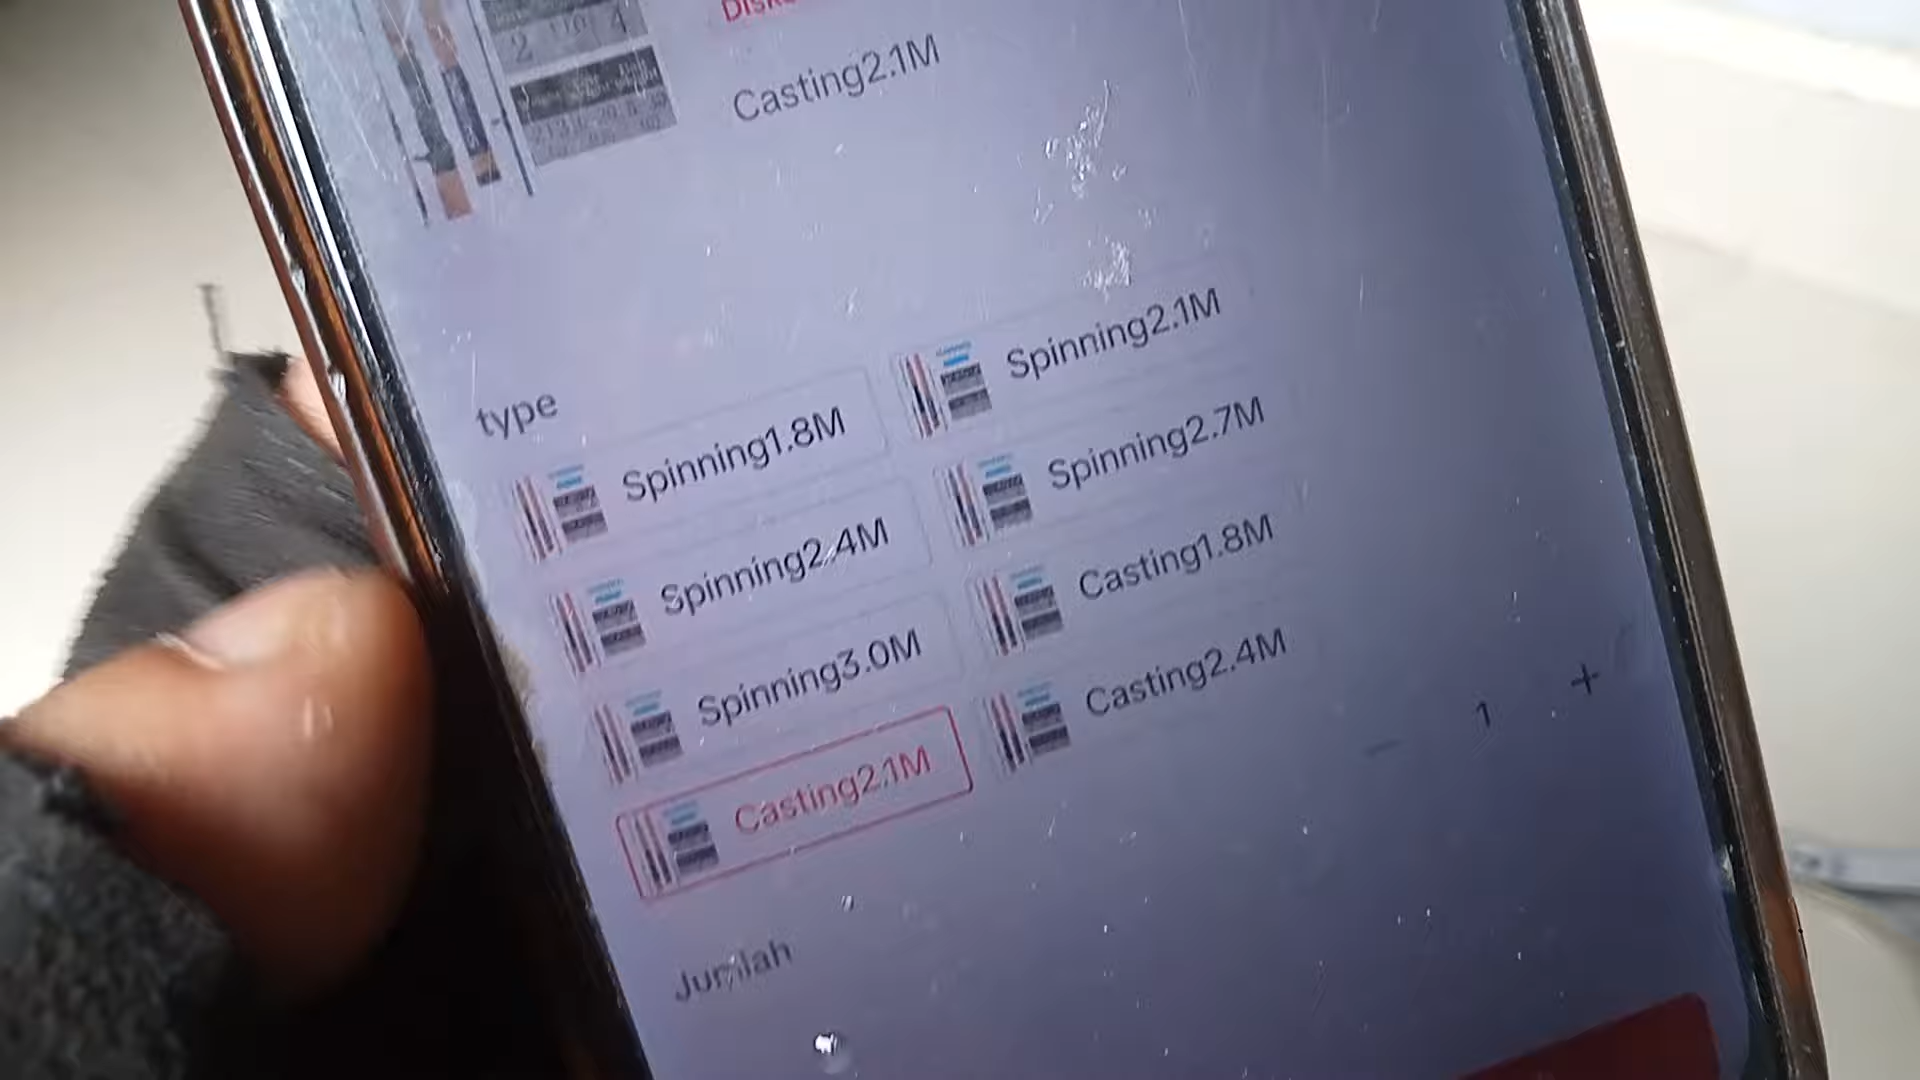 Casting2.1M
type
Spinning1.8M
Spinning2.1M
Spinning2.4M
Spinning2.7M
Spinning3.0M
Casting1.8M
Casting2.1M
Casting2.4M
Jumlah
1 +